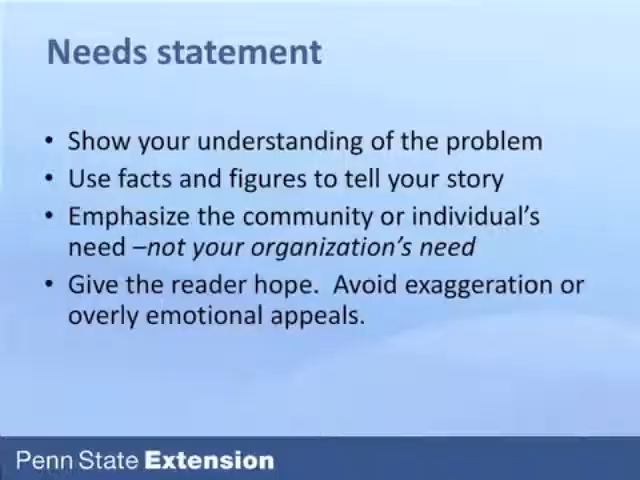 Needs statement
• Show your understanding of the problem
• Use facts and figures to tell your story
• Emphasize the community or individual's
need –not your organization's need
• Give the reader hope.  Avoid exaggeration or
overly emotional appeals.
Penn State Extension